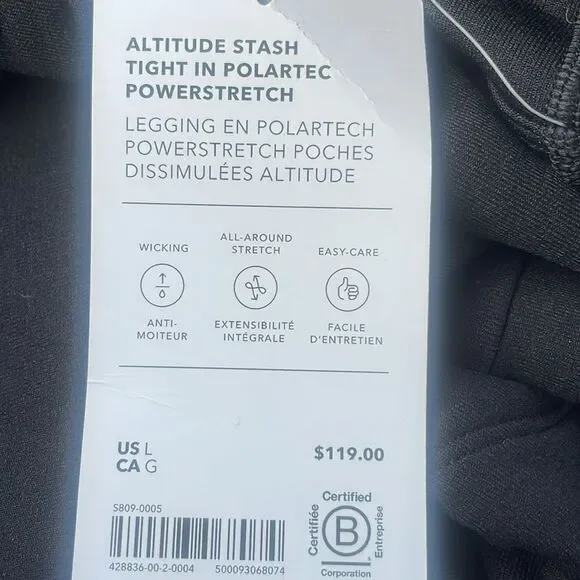 ALTITUDE STASH
TIGHT IN POLARTEC
POWERSTRETCH
LEGGING EN POLARTECH
POWERSTRETCH POCHES
DISSIMULÉES ALTITUDE
WICKING
ALL-AROUND
STRETCH
EASY-CARE
ANTI-
MOITEUR
EXTENSIBILITÉ
INTÉGRALE
FACILE
D'ENTRETIEN
US L
CA G
$119.00
S809-0005
428836-00-2-0004 500093068074
Certified
Certifiée
B
Entreprise
Corporation